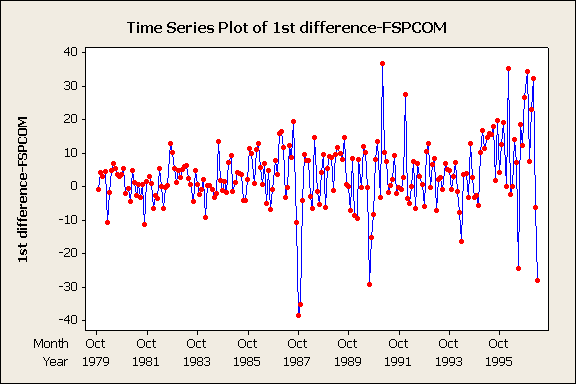 Time Series Plot of 1st difference-FSPCOM
1st difference-FSPCOM
40
30
20
10
0
-10
-20
-30
-40
Month Oct Oct Oct Oct Oct Oct Oct Oct Oct
Year 1979 1981 1983 1985 1987 1989 1991 1993 1995